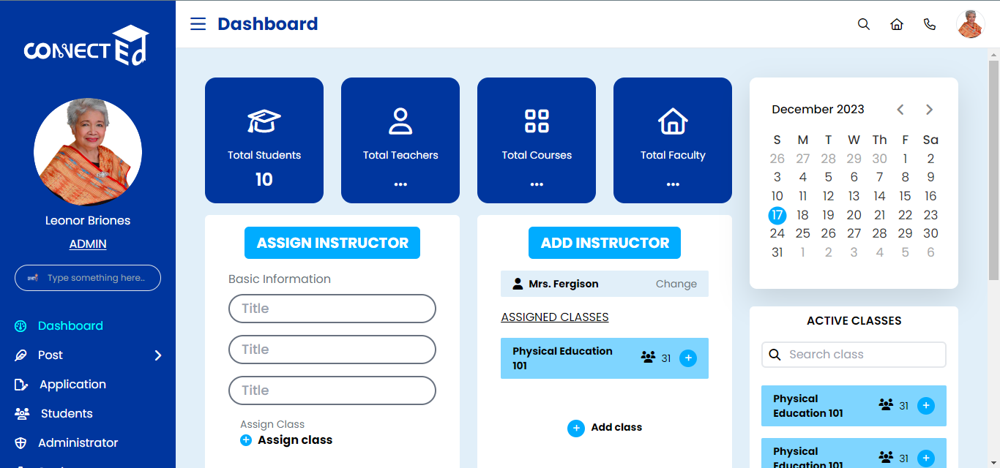 CONNECT Ed
Leonor Briones
ADMIN
Type something here...
Dashboard
Post
Application
Students
Administrator
Dashboard
Total Students
10
Total Teachers
...
Total Courses
...
Total Faculty
...
ASSIGN INSTRUCTOR
Basic Information
Title
Title
Title
Assign Class
Assign class
ADD INSTRUCTOR
Mrs. Fergison Change
ASSIGNED CLASSES
Physical Education
101
31
Add class
December 2023
S M T W Th F Sa
26 27 28 29 30 1 2
3 4 5 6 7 8 9
10 11 12 13 14 15 16
17 18 19 20 21 22 23
24 25 26 27 28 29 30
31 1 2 3 4 5 6
ACTIVE CLASSES
Search class
Physical
Education 101
31
Physical
Education 101
31